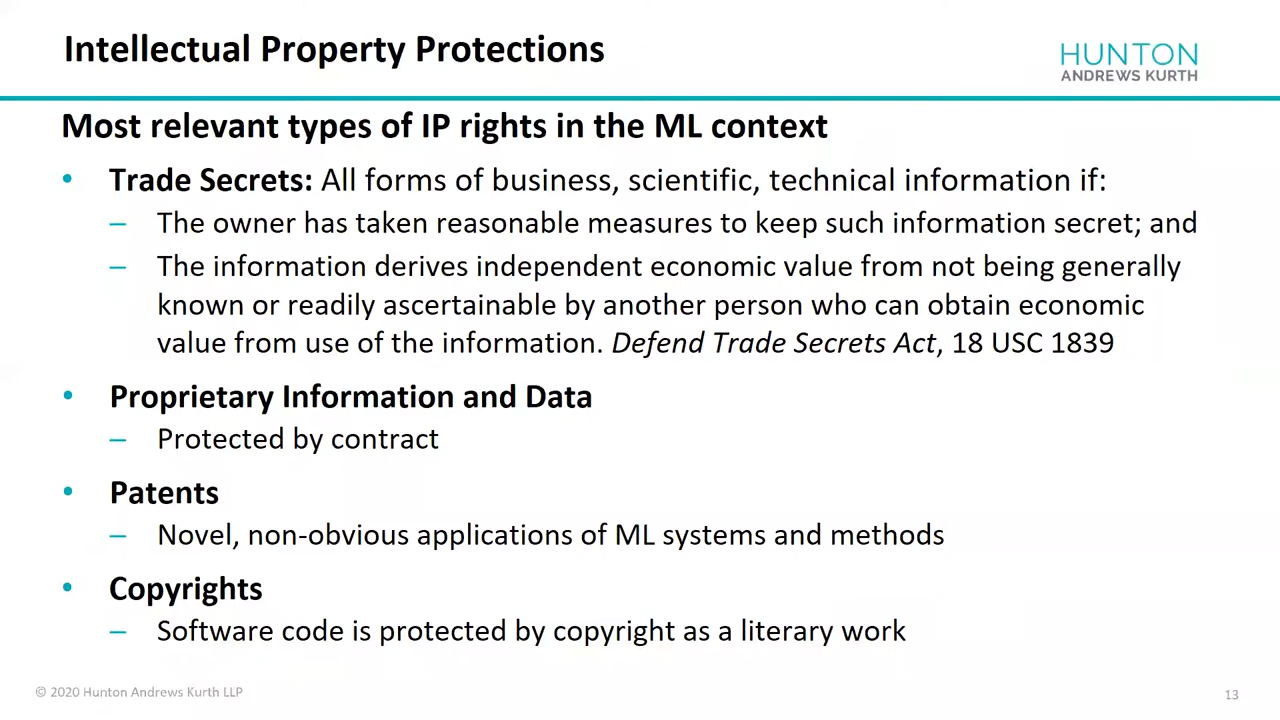 Intellectual Property Protections
HUNTON
ANDREWS KURTH
Most relevant types of IP rights in the ML context
• Trade Secrets: All forms of business, scientific, technical information if:
– The owner has taken reasonable measures to keep such information secret; and
– The information derives independent economic value from not being generally
known or readily ascertainable by another person who can obtain economic
value from use of the information. Defend Trade Secrets Act, 18 USC 1839
• Proprietary Information and Data
– Protected by contract
• Patents
– Novel, non-obvious applications of ML systems and methods
• Copyrights
– Software code is protected by copyright as a literary work
© 2020 Hunton Andrews Kurth LLP
13